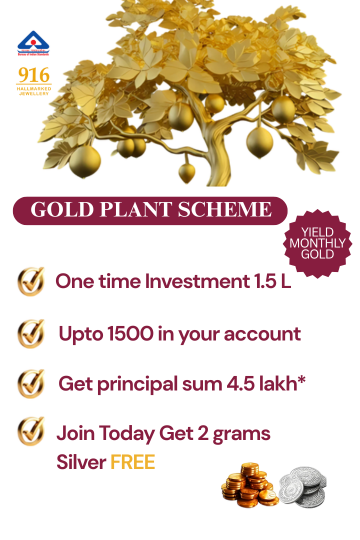 916
HALLMARKED
JEWELLERY
GOLD PLANT SCHEME
YIELD
MONTHLY
GOLD
One time Investment 1.5 L
Upto 1500 in your account
Get principal sum 4.5 lakh*
Join Today Get 2 grams
Silver FREE